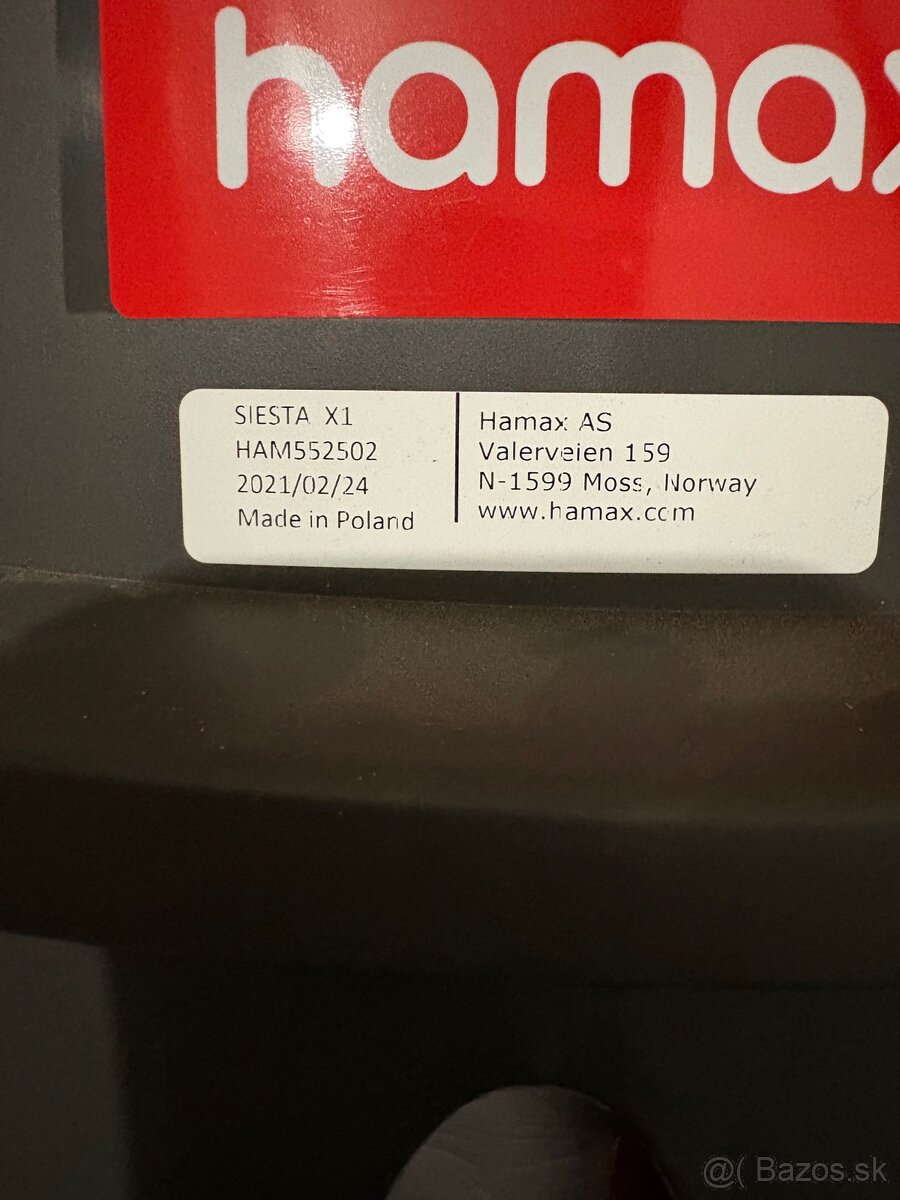 hamax
SIESTA X1
HAM552502
2021/02/24
Made in Poland
Hamax AS
Valerveien 159
N-1599 Moss, Norway
www.hamax.com
@( Bazos.sk